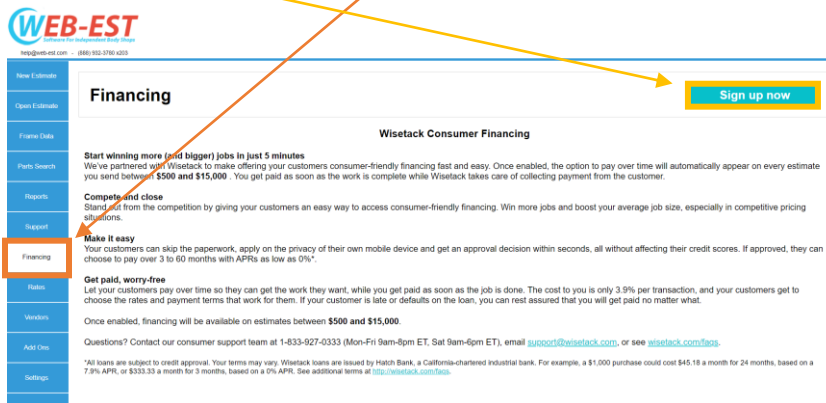 WEB-EST
Software For Independent Body Shops
help@web-est.com - (888) 932-3780 x203
New Estimate
Open Estimate
Frame Data
Parts Search
Reports
Support
Financing
Rates
Vendors
Add Ons
Settings
Financing
Sign up now
Wisetack Consumer Financing
Start winning more (and bigger) jobs in just 5 minutes
We've partnered with Wisetack to make offering your customers consumer-friendly financing fast and easy. Once enabled, the option to pay over time will automatically appear on every estimate
you send between $500 and $15,000 . You get paid as soon as the work is complete while Wisetack takes care of collecting payment from the customer.
Compete and close
Stand out from the competition by giving your customers an easy way to access consumer-friendly financing. Win more jobs and boost your average job size, especially in competitive pricing
situations.
Make it easy
Your customers can skip the paperwork, apply on the privacy of their own mobile device and get an approval decision within seconds, all without affecting their credit scores. If approved, they can
choose to pay over 3 to 60 months with APRs as low as 0%*.
Get paid, worry-free
Let your customers pay over time so they can get the work they want, while you get paid as soon as the job is done. The cost to you is only 3.9% per transaction, and your customers get to
choose the rates and payment terms that work for them. If your customer is late or defaults on the loan, you can rest assured that you will get paid no matter what.
Once enabled, financing will be available on estimates between $500 and $15,000.
Questions? Contact our consumer support team at 1-833-927-0333 (Mon-Fri 9am-8pm ET, Sat 9am-6pm ET), email support@wisetack.com, or see wisetack.com/faqs.
*All loans are subject to credit approval. Your terms may vary. Wisetack loans are issued by Hatch Bank, a California-chartered industrial bank. For example, a $1,000 purchase could cost $45.18 a month for 24 months, based on a
7.9% APR, or $333.33 a month for 3 months, based on a 0% APR. See additional terms at http://wisetack.com/faqs.